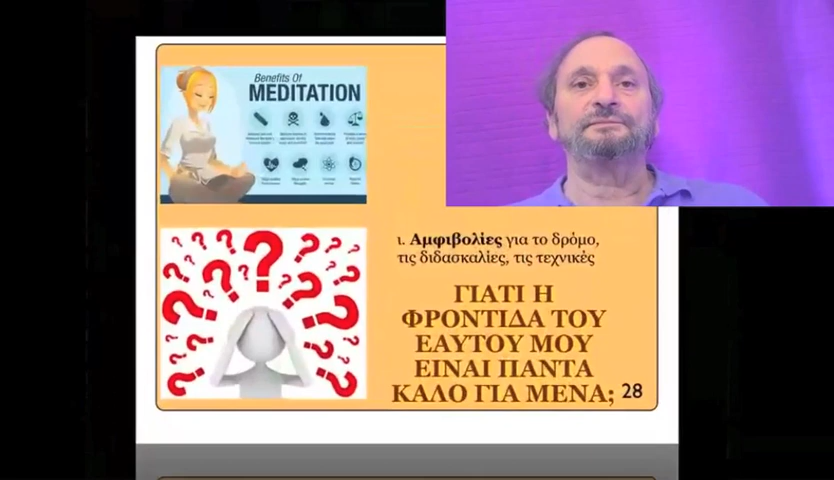 Benefits Of
MEDITATION
ι. Αμφιβολίες για το δρόμο,
τις διδασκαλίες, τις τεχνικές
ΓΙΑΤΙ Η
ΦΡΟΝΤΙΔΑ ΤΟΥ
ΕΑΥΤΟΥ ΜΟΥ
ΕΙΝΑΙ ΠΑΝΤΑ
ΚΑΛΟ ΓΙΑ ΜΕΝΑ; 28